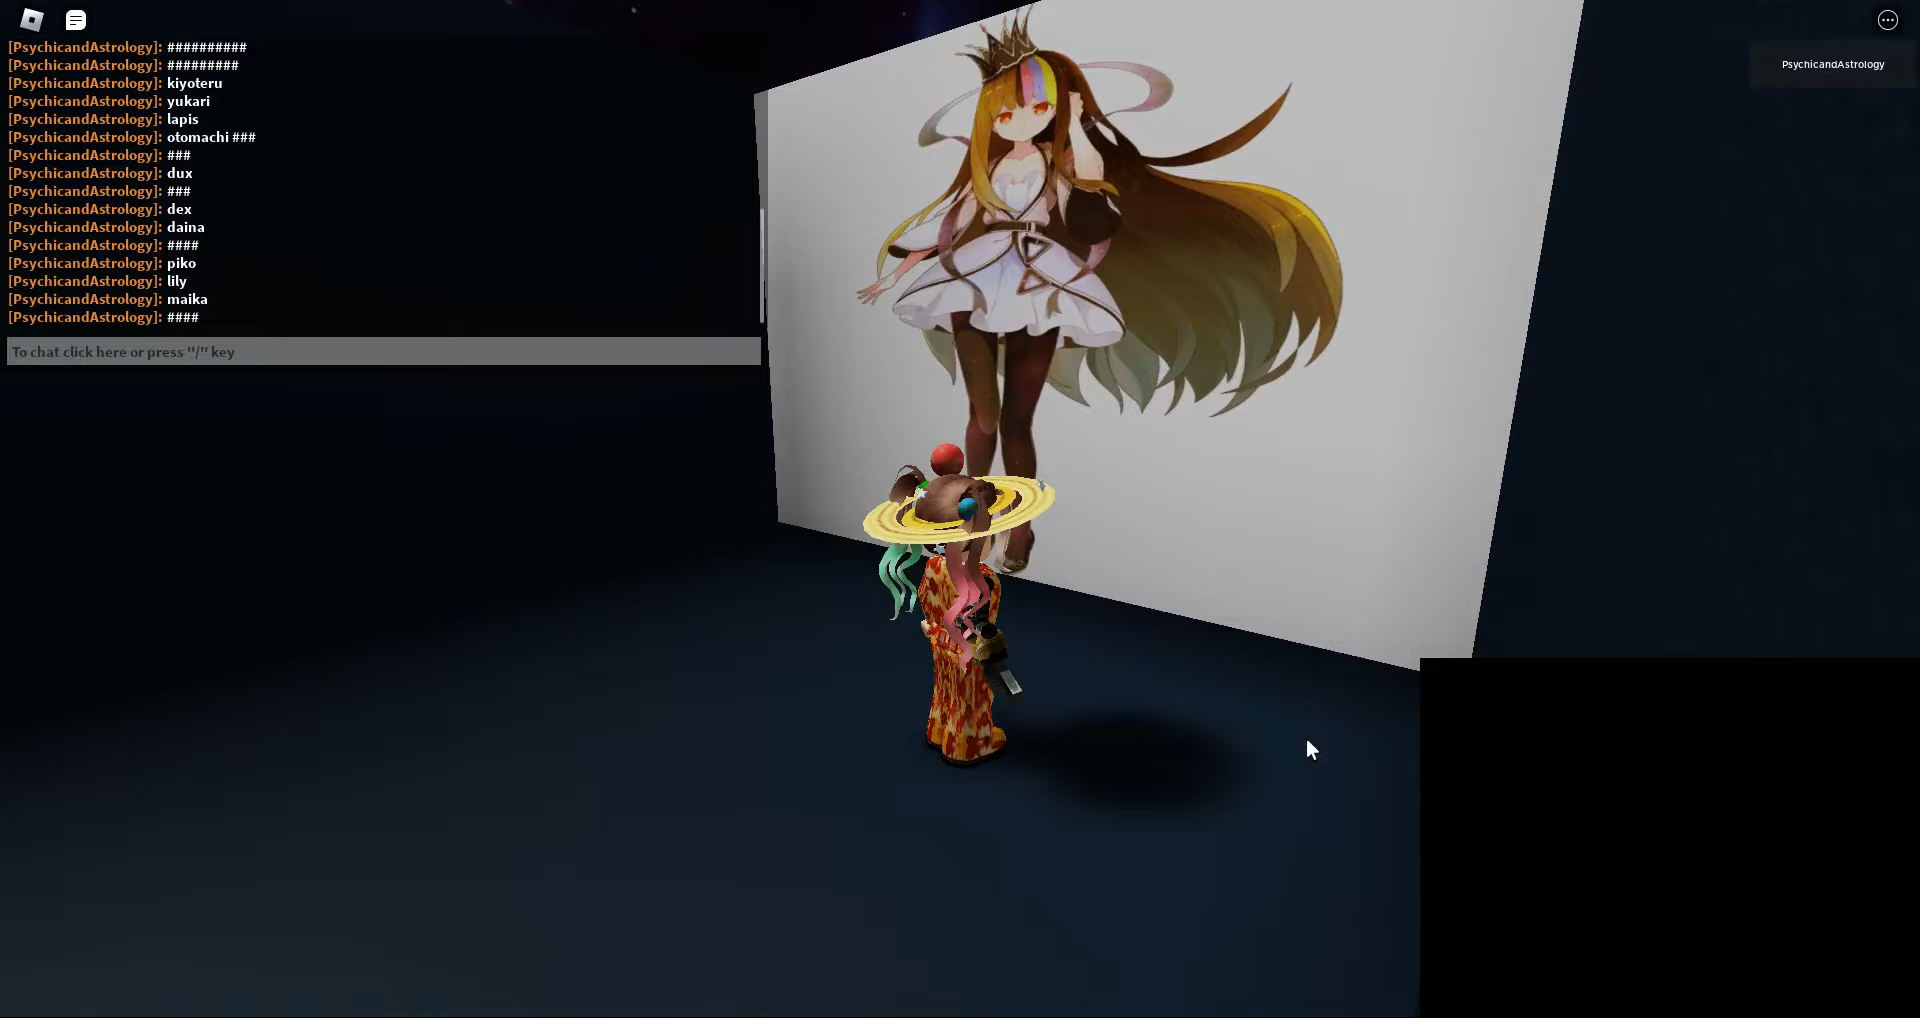 [PsychicandAstrology]: ##########
[PsychicandAstrology]: #########
[PsychicandAstrology]: kiyoteru
[PsychicandAstrology]: yukari
[PsychicandAstrology]: lapis
[PsychicandAstrology]: otomachi ###
[PsychicandAstrology]: ###
[PsychicandAstrology]: dux
[PsychicandAstrology]: ###
[PsychicandAstrology]: dex
[PsychicandAstrology]: daina
[PsychicandAstrology]: ####
[PsychicandAstrology]: piko
[PsychicandAstrology]: lily
[PsychicandAstrology]: maika
[PsychicandAstrology]: ####
To chat click here or press "/" key
PsychicandAstrology